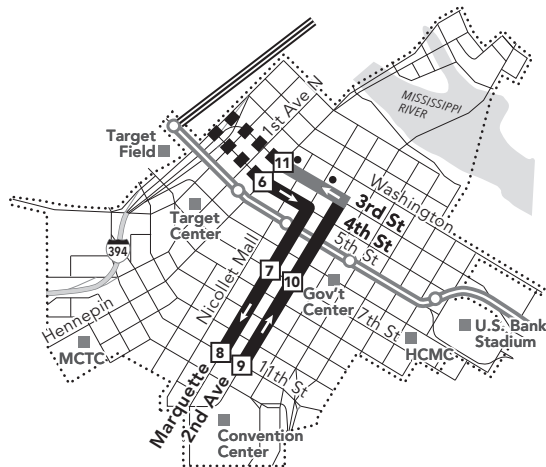 MISSISSIPPI
RIVER
1st Ave N
Target
Field
11
6
Washington
3rd St
4th St
5th St
Target
Center
394
Nicollet Mall
7
10
Gov't
Center
Hennepin
7th St
U.S. Bank
Stadium
MCTC
HCMC
8
9
11th St
Marquette
2nd Ave
Convention
Center